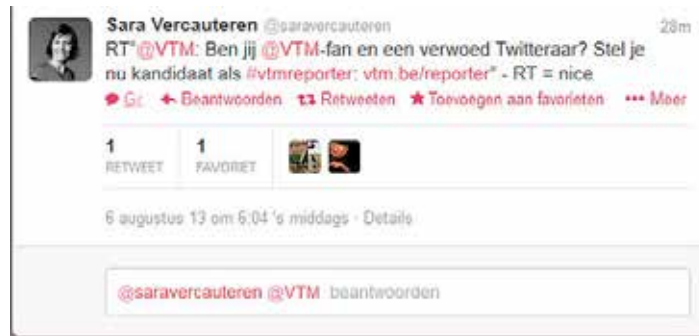 Sara Vercauteren @saravercauteren 28m
RT"@VTM: Ben jij @VTM-fan en een verwoed Twitteraar? Stel je
nu kandidaat als #vtmreporter: vtm.be/reporter" - RT = nice
Beantwoorden Retweeten Toevoegen aan favorieten Meer
1 1
RETWEET FAVORIET
6 augustus 13 om 6:04 's middags - Details
@saravercauteren @VTM beantwoorden